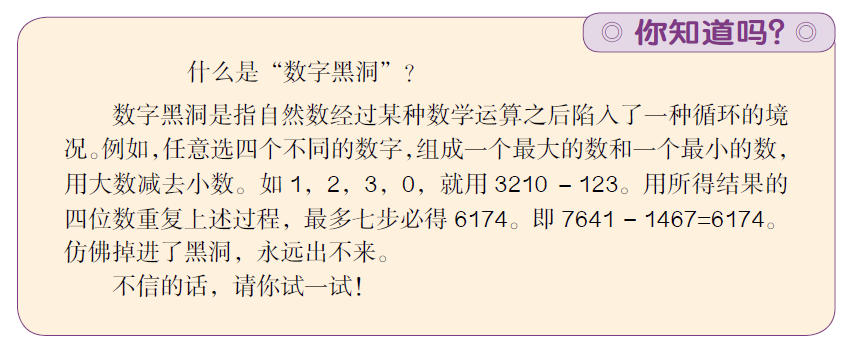 ◎ 你知道吗？ ◎
什么是“数字黑洞”？
数字黑洞是指自然数经过某种数学运算之后陷入了一种循环的境
况。例如，任意选四个不同的数字，组成一个最大的数和一个最小的数，
用大数减去小数。如 1，2，3，0，就用 3210 － 123。用所得结果的
四位数重复上述过程，最多七步必得 6174。即 7641 － 1467=6174。
仿佛掉进了黑洞，永远出不来。
不信的话，请你试一试！